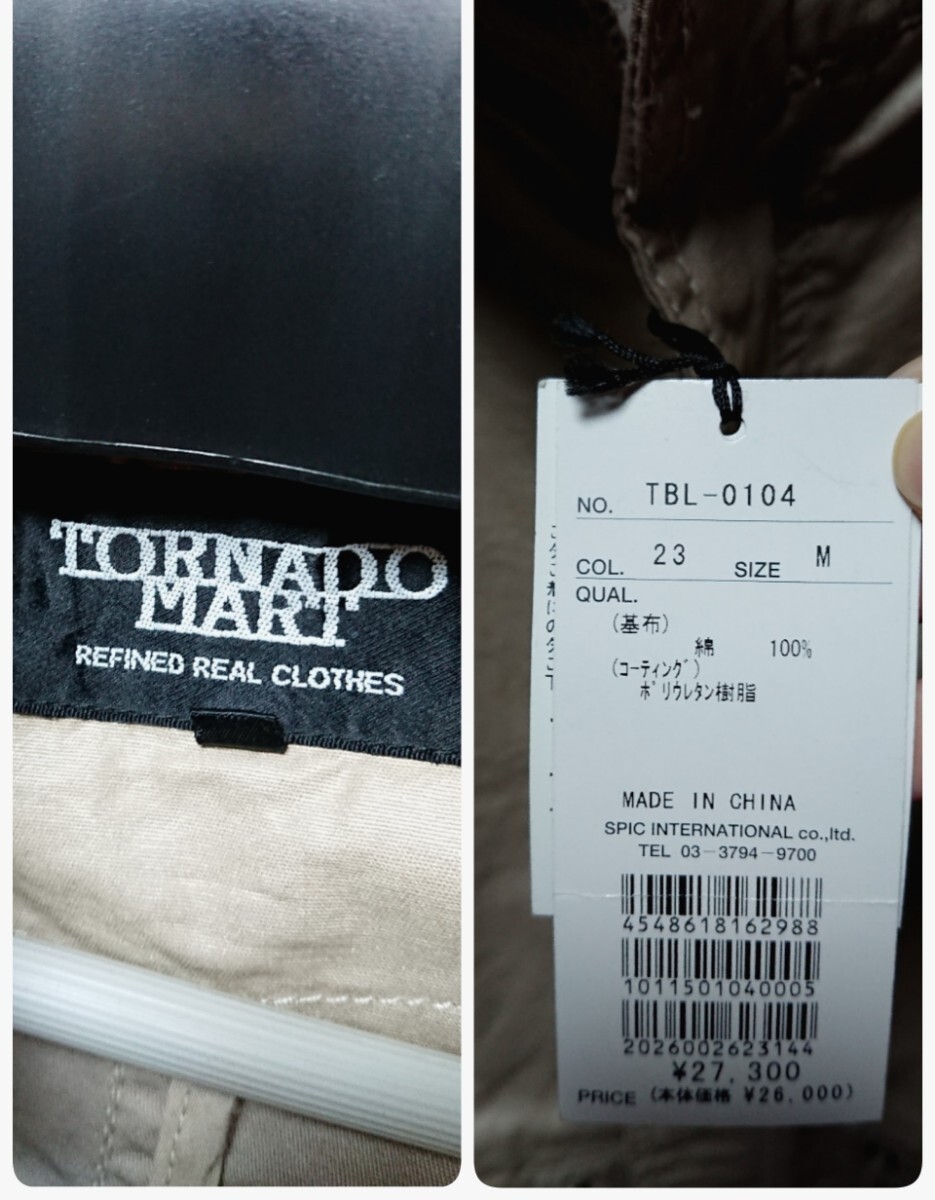 TORNADO
MART
REFINED REAL CLOTHES
NO. TBL-0104
COL. 23 SIZE M
QUAL.
(基布)
綿 100%
(コーティング)
ポリウレタン樹脂
MADE IN CHINA
SPIC INTERNATIONAL co.,ltd.
TEL 03-3794-9700
4548618162988
1011501040005
2026002623144
¥27,300
PRICE (本体価格 ¥26,000)